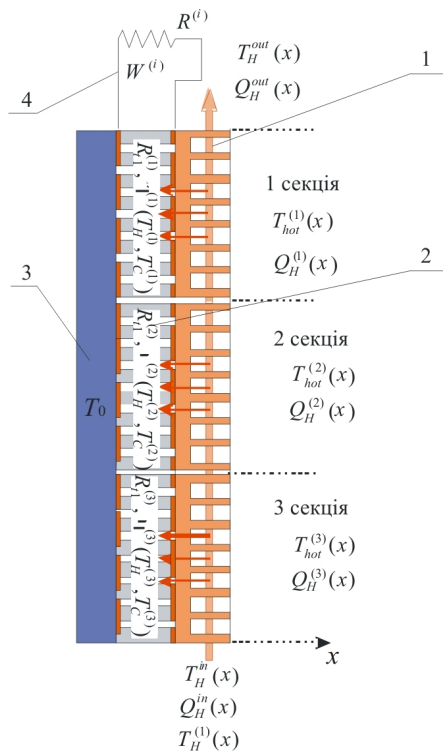 R^(i)
W^(i)
T_H^out(x)
Q_H^out(x)
1
4
1 секція
T_hot^(1)(x)
Q_H^(1)(x)
2
3
2 секція
T_hot^(2)(x)
Q_H^(2)(x)
T_0
3 секція
T_hot^(3)(x)
Q_H^(3)(x)
x
T_H^in(x)
Q_H^in(x)
T_H^(1)(x)